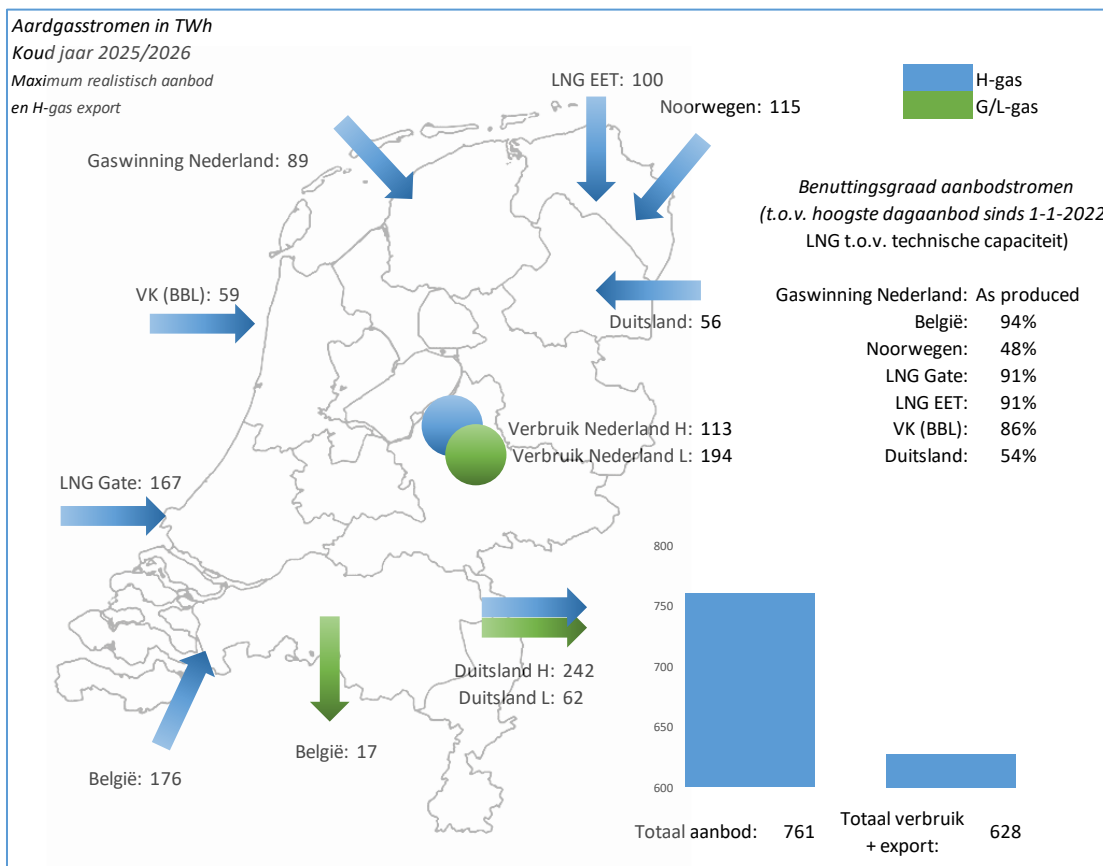 Aardgasstromen in TWh
Koud jaar 2025/2026
Maximum realistisch aanbod
en H-gas export
LNG EET: 100
Noorwegen: 115
H-gas
G/L-gas
Gaswinning Nederland: 89
Benuttingsgraad aanbodstromen
(t.o.v. hoogste dagaanbod sinds 1-1-2022
LNG t.o.v. technische capaciteit)
VK (BBL): 59
Duitsland: 56
Gaswinning Nederland: As produced
België: 94%
Noorwegen: 48%
LNG Gate: 91%
LNG EET: 91%
VK (BBL): 86%
Duitsland: 54%
Verbruik Nederland H: 113
Verbruik Nederland L: 194
LNG Gate: 167
Duitsland H: 242
Duitsland L: 62
België: 17
België: 176
800
750
700
650
600
Totaal aanbod: 761
Totaal verbruik
+ export: 628